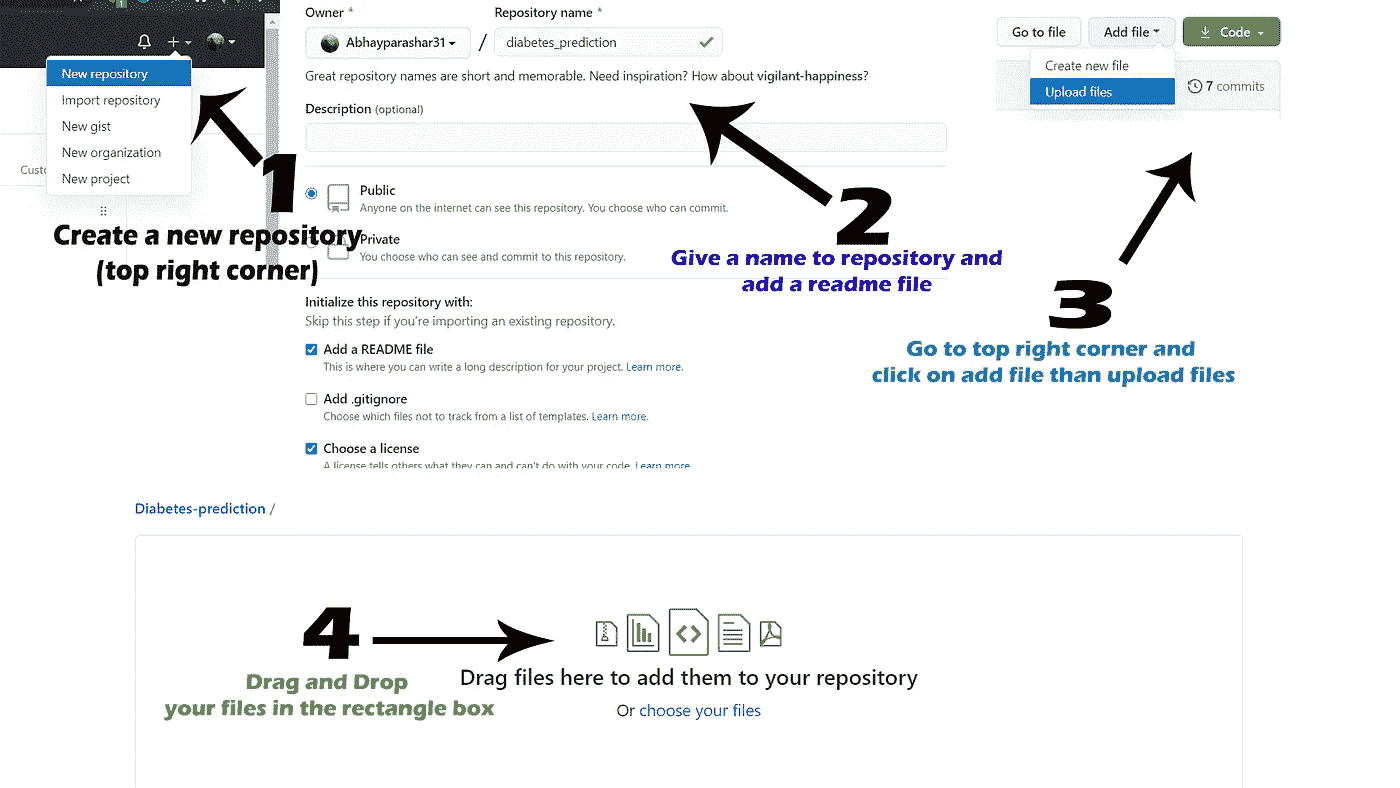 1
New repository
Import repository
New gist
New organization
New project
1
Create a new repository
(top right corner)
Owner *
Repository name *
Abhayparashar31
/
diabetes_prediction
Great repository names are short and memorable. Need inspiration? How about vigilant-happiness?
Description (optional)
Public
Anyone on the internet can see this repository. You choose who can commit.
Private
You choose who can see and commit to this repository.
Initialize this repository with:
Skip this step if you're importing an existing repository.
Add a README file
This is where you can write a long description for your project. Learn more.
Add .gitignore
Choose which files not to track from a list of templates. Learn more.
Choose a license
A license tells others what they can and can't do with your code. Learn more
2
Give a name to repository and
add a readme file
Go to file
Add file
Code
Create new file
Upload files
7 commits
3
Go to top right corner and
click on add file than upload files
Diabetes-prediction /
4
Drag and Drop
your files in the rectangle box
Drag files here to add them to your repository
Or choose your files